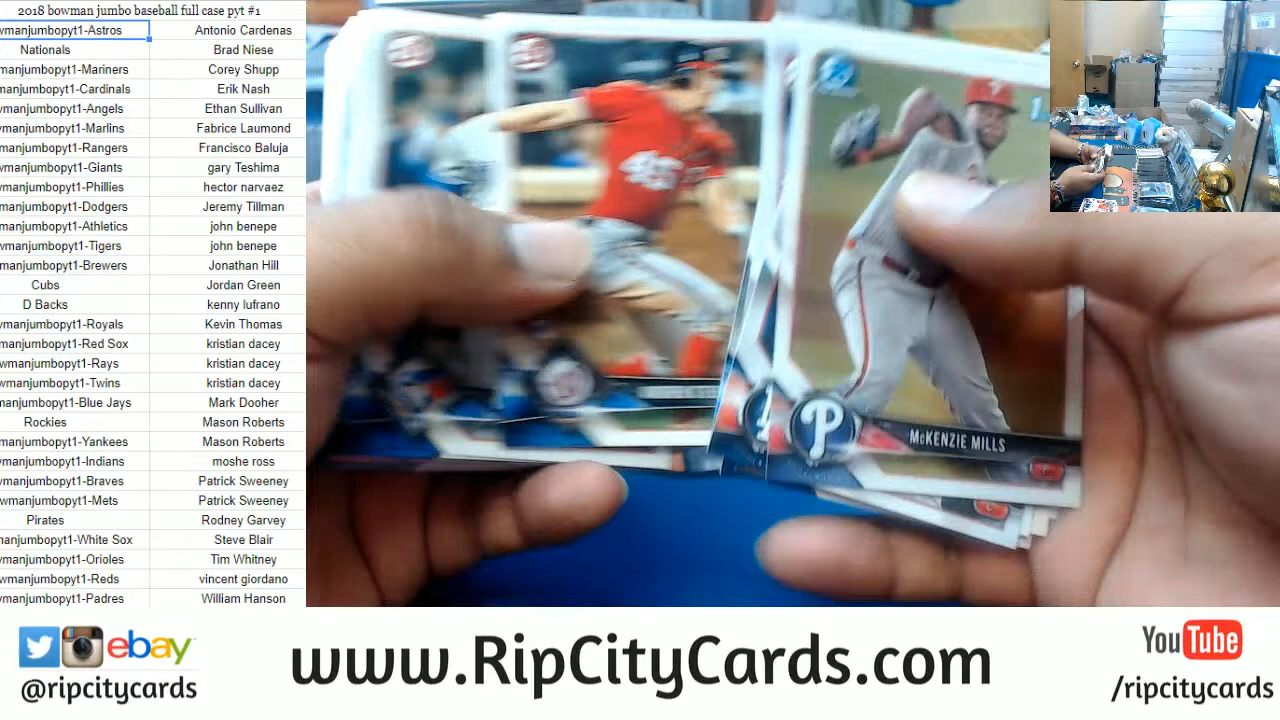 2018 bowman jumbo baseball full case pyt #1
wmanjumbopyt1-Astros Antonio Cardenas
Nationals Brad Niese
manjumbopyt1-Mariners Corey Shupp
manjumbopyt1-Cardinals Erik Nash
wmanjumbopyt1-Angels Ethan Sullivan
wmanjumbopyt1-Marlins Fabrice Laumond
manjumbopyt1-Rangers Francisco Baluja
wmanjumbopyt1-Giants gary Teshima
manjumbopyt1-Phillies hector narvaez
manjumbopyt1-Dodgers Jeremy Tillman
manjumbopyt1-Athletics john benepe
wmanjumbopyt1-Tigers john benepe
manjumbopyt1-Brewers Jonathan Hill
Cubs Jordan Green
D Backs kenny lufrano
wmanjumbopyt1-Royals Kevin Thomas
manjumbopyt1-Red Sox kristian dacey
owmanjumbopyt1-Rays kristian dacey
wmanjumbopyt1-Twins kristian dacey
manjumbopyt1-Blue Jays Mark Dooher
Rockies Mason Roberts
manjumbopyt1-Yankees Mason Roberts
manjumbopyt1-Indians moshe ross
wmanjumbopyt1-Braves Patrick Sweeney
owmanjumbopyt1-Mets Patrick Sweeney
Pirates Rodney Garvey
manjumbopyt1-White Sox Steve Blair
wmanjumbopyt1-Orioles Tim Whitney
owmanjumbopyt1-Reds vincent giordano
wmanjumbopyt1-Padres William Hanson
P
McKENZIE MILLS
P
ebay
@ripcitycards
www.RipCityCards.com
YouTube
/ripcitycards